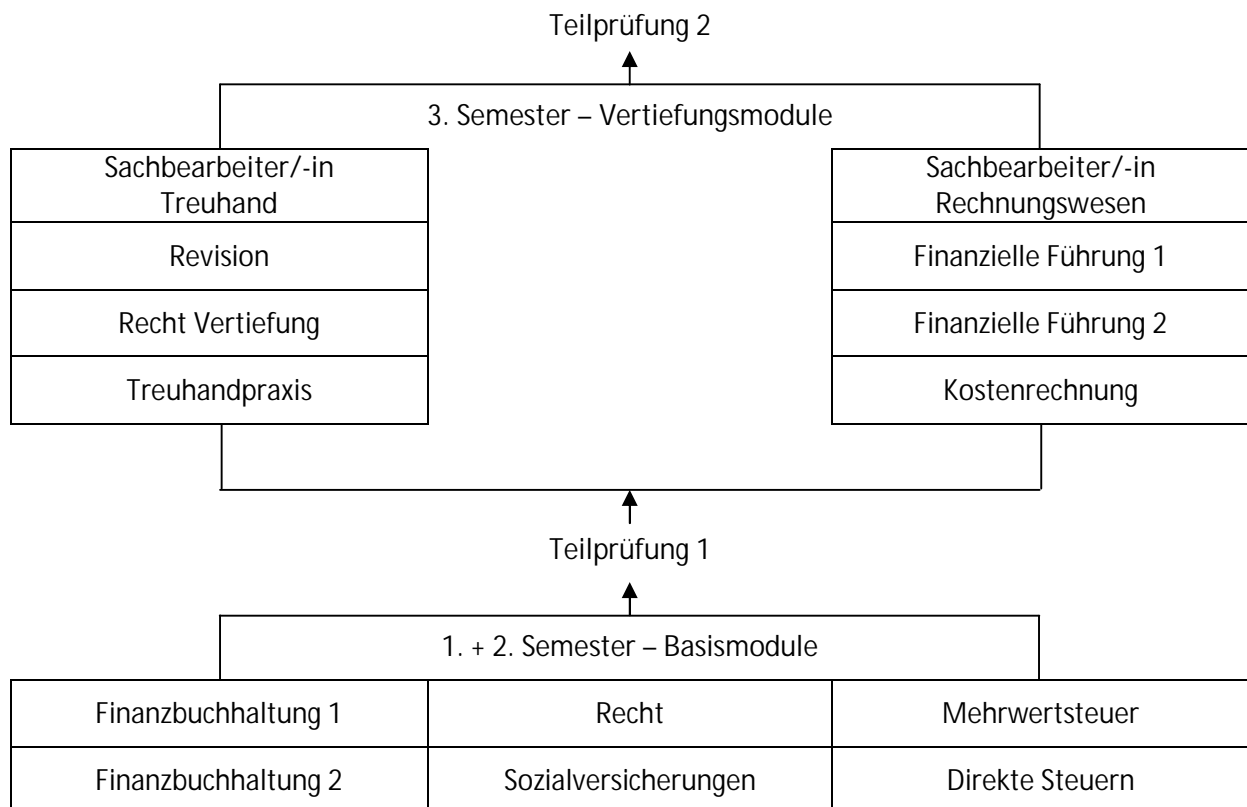 Teilprüfung 2
3. Semester – Vertiefungsmodule
Sachbearbeiter/-in
Treuhand
Revision
Recht Vertiefung
Treuhandpraxis
Sachbearbeiter/-in
Rechnungswesen
Finanzielle Führung 1
Finanzielle Führung 2
Kostenrechnung
Teilprüfung 1
1. + 2. Semester – Basismodule
Finanzbuchhaltung 1
Recht
Mehrwertsteuer
Finanzbuchhaltung 2
Sozialversicherungen
Direkte Steuern